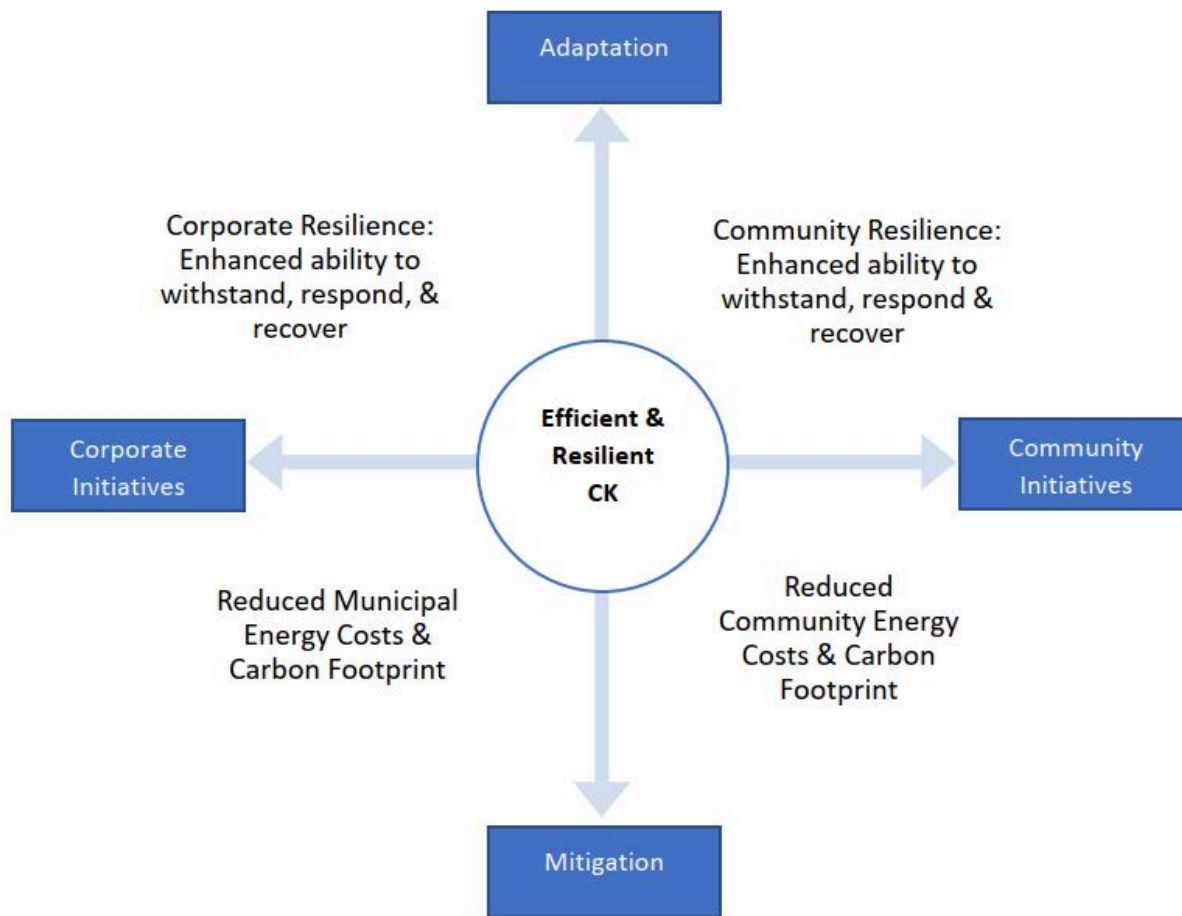 Adaptation
Corporate Resilience:
Enhanced ability to
withstand, respond, &
recover
Community Resilience:
Enhanced ability to
withstand, respond &
recover
Efficient &
Resilient
CK
Corporate
Initiatives
Community
Initiatives
Reduced Municipal
Energy Costs &
Carbon Footprint
Reduced
Community Energy
Costs & Carbon
Footprint
Mitigation